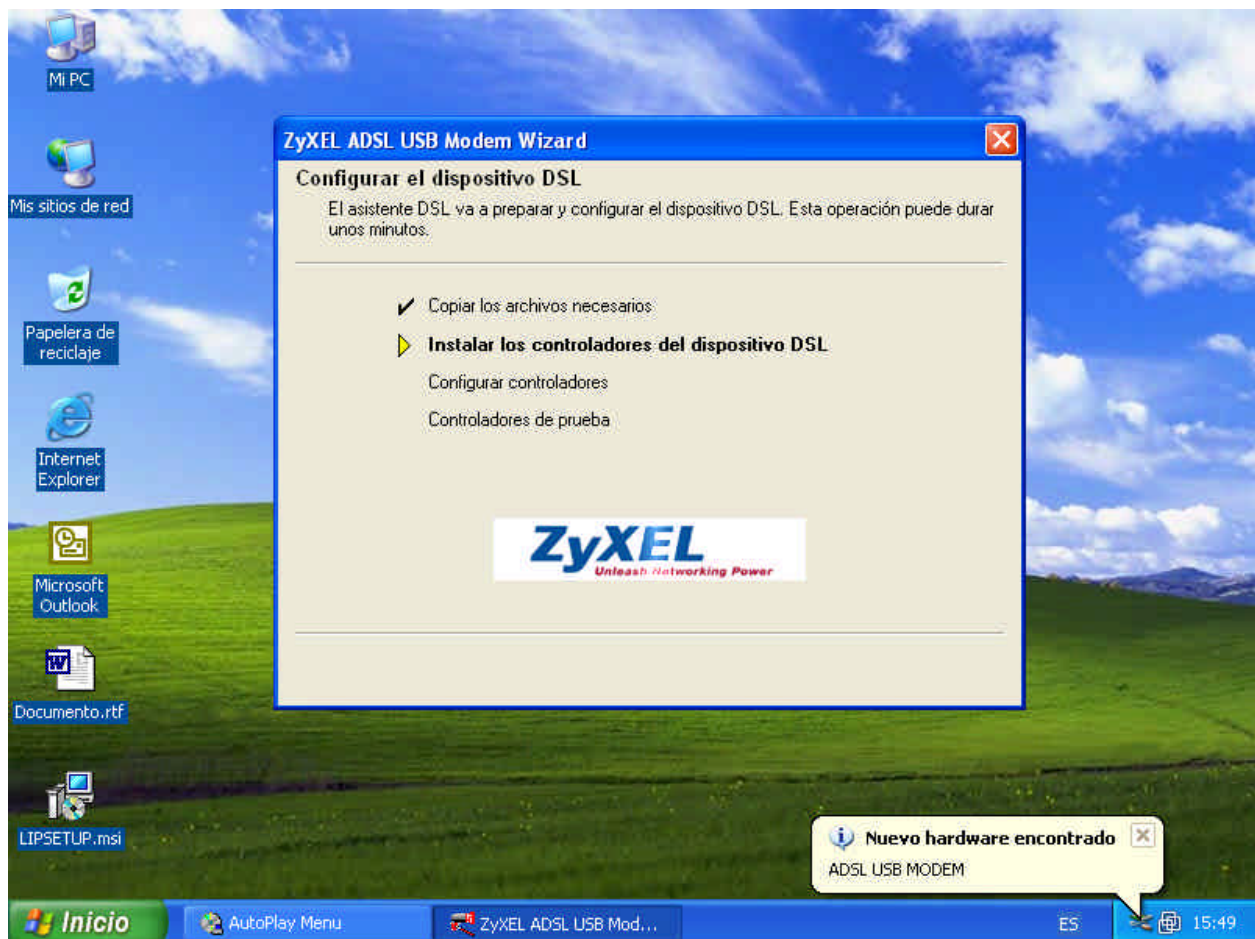 Mi PC
Mis sitios de red
Papelera de
reciclaje
Internet
Explorer
Microsoft
Outlook
Documento.rtf
LIPSETUP.msi
ZyXEL ADSL USB Modem Wizard
Configurar el dispositivo DSL
El asistente DSL va a preparar y configurar el dispositivo DSL. Esta operación puede durar
unos minutos.
Copiar los archivos necesarios
Instalar los controladores del dispositivo DSL
Configurar controladores
Controladores de prueba
ZyXEL
Unleash Networking Power
Nuevo hardware encontrado
ADSL USB MODEM
Inicio
AutoPlay Menu
ZyXEL ADSL USB Mod...
ES
15:49